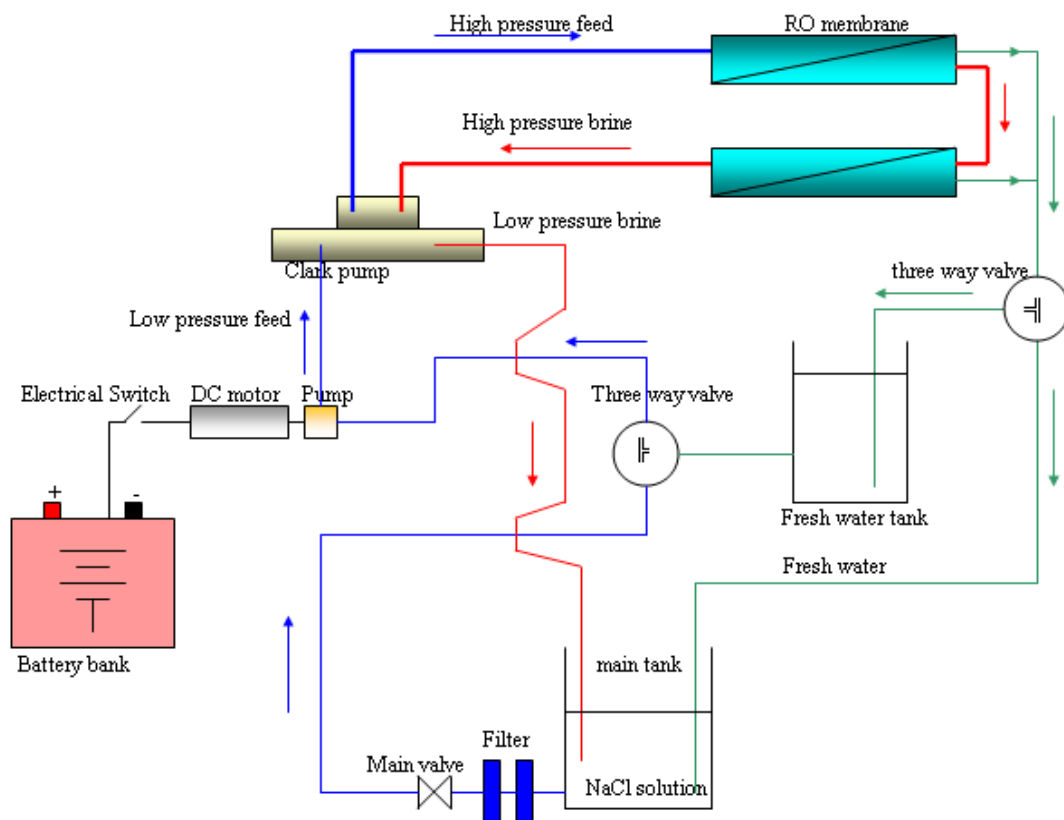 High pressure feed
RO membrane
High pressure brine
Low pressure brine
Clark pump
three way valve
Low pressure feed
Electrical Switch
DC motor
Pump
Three way valve
+
-
Fresh water tank
Fresh water
Battery bank
main tank
Filter
Main valve
NaCl solution